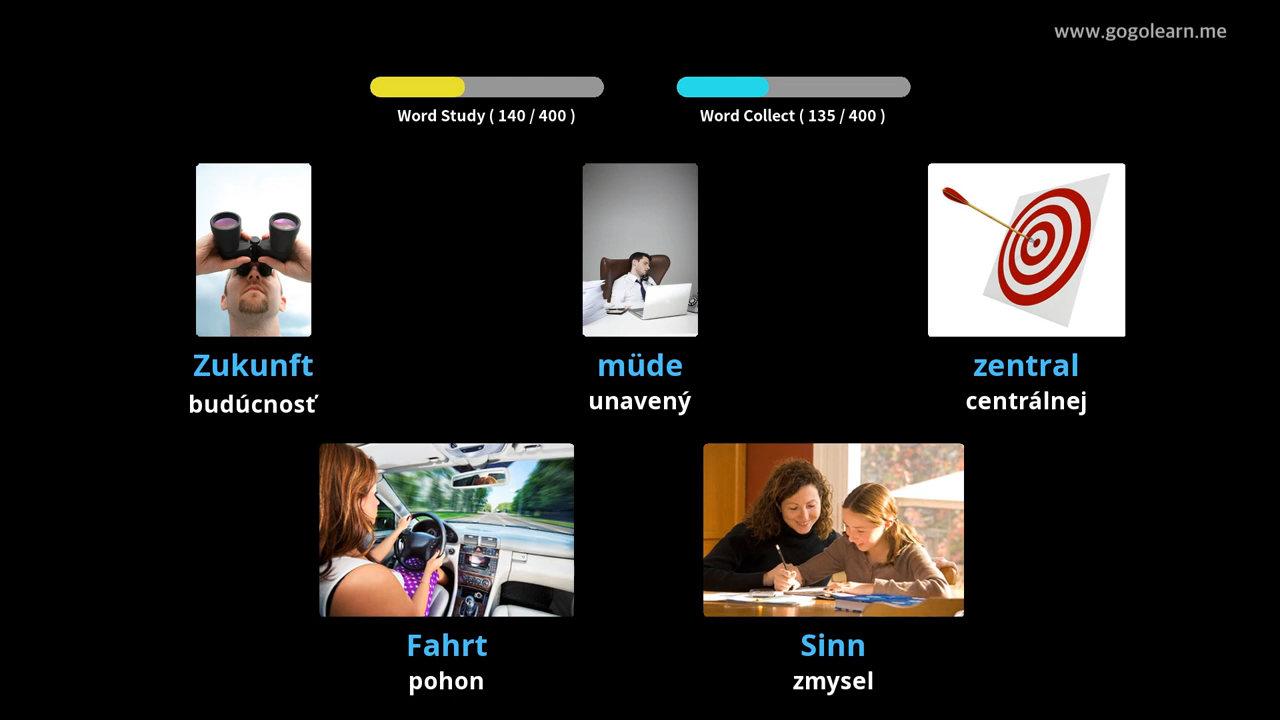 www.gogolearn.me
Word Study ( 140 / 400 )
Word Collect ( 135 / 400 )
Zukunft
budúcnosť
müde
unavený
zentral
centrálnej
Fahrt
pohon
Sinn
zmysel